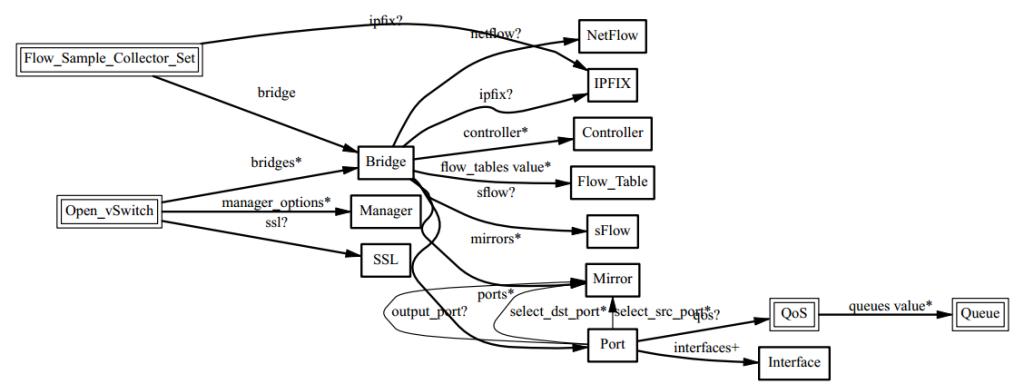 ipfix?
netflow?
NetFlow
Flow_Sample_Collector_Set
IPFIX
bridge
ipfix?
controller*
Controller
bridges*
Bridge
flow_tables value*
Flow_Table
sflow?
Open_vSwitch
manager_options*
Manager
ssl?
mirrors*
sFlow
SSL
Mirror
ports*
output_port?
select_dst_port*
select_src_port*
qos?
QoS
queues value*
Queue
Port
interfaces+
Interface